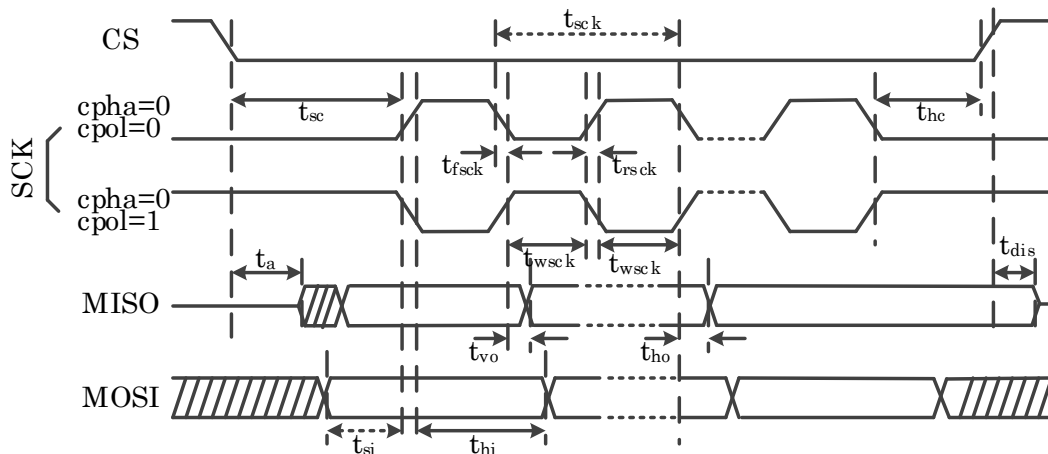 CS
t_sck
cpha=0
cpol=0
t_sc
t_hc
SCK
t_fsck
t_rsck
cpha=0
cpol=1
t_wsck
t_wsck
t_a
t_dis
MISO
t_vo
t_ho
MOSI
t_si
t_hi